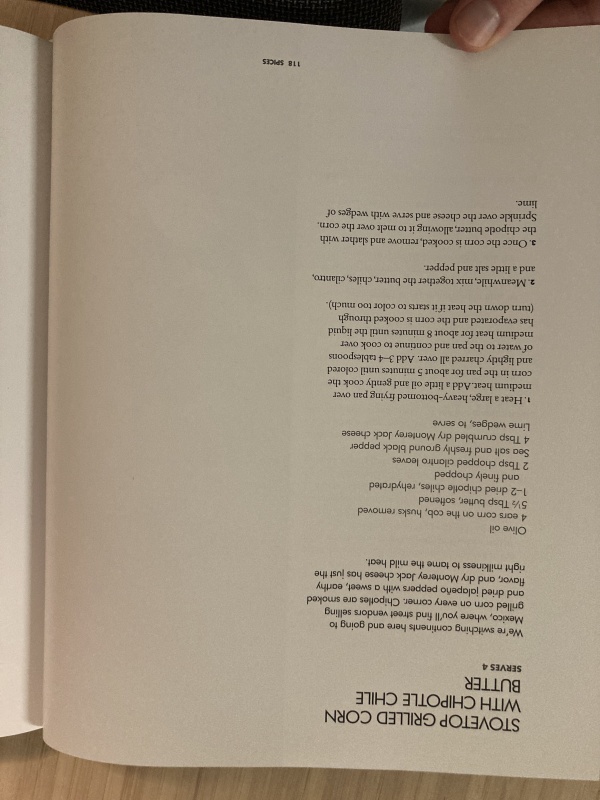 STOVETOP GRILLED CORN
WITH CHIPOTLE CHILE
BUTTER
SERVES 4
We're switching continents here and going to
Mexico, where you'll find street vendors selling
grilled corn on every corner. Chipotles are smoked
and dried jalapeño peppers with a sweet, earthy
flavor, and dry Monterey Jack cheese has just the
right milkiness to tame the mild heat.
Olive oil
4 ears corn on the cob, husks removed
5½ Tbsp butter, softened
1–2 dried chipotle chiles, rehydrated
and finely chopped
2 Tbsp chopped cilantro leaves
Sea salt and freshly ground black pepper
4 Tbsp crumbled dry Monterey Jack cheese
Lime wedges, to serve
1. Heat a large, heavy-bottomed frying pan over
medium heat. Add a little oil and gently cook the
corn in the pan for about 5 minutes until colored
and lightly charred all over. Add 3–4 tablespoons
of water to the pan and continue to cook over
medium heat for about 8 minutes until the liquid
has evaporated and the corn is cooked through
(turn down the heat if it starts to color too much).
2. Meanwhile, mix together the butter, chiles, cilantro,
and a little salt and pepper.
3. Once the corn is cooked, remove and slather with
the chipotle butter, allowing it to melt over the corn.
Sprinkle over the cheese and serve with wedges of
lime.
118 SPICES